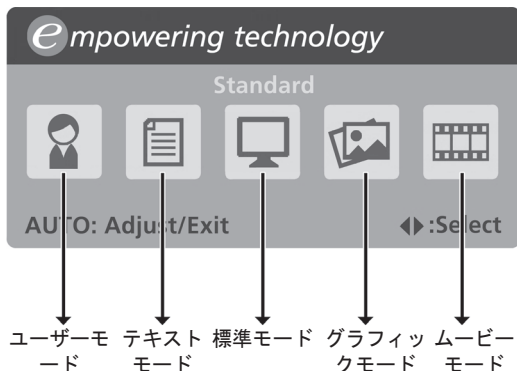 empowering technology
Standard
AUTO: Adjust/Exit ◀▶:Select
ユーザーモード
テキストモード
標準モード
グラフィックモード
ムービーモード